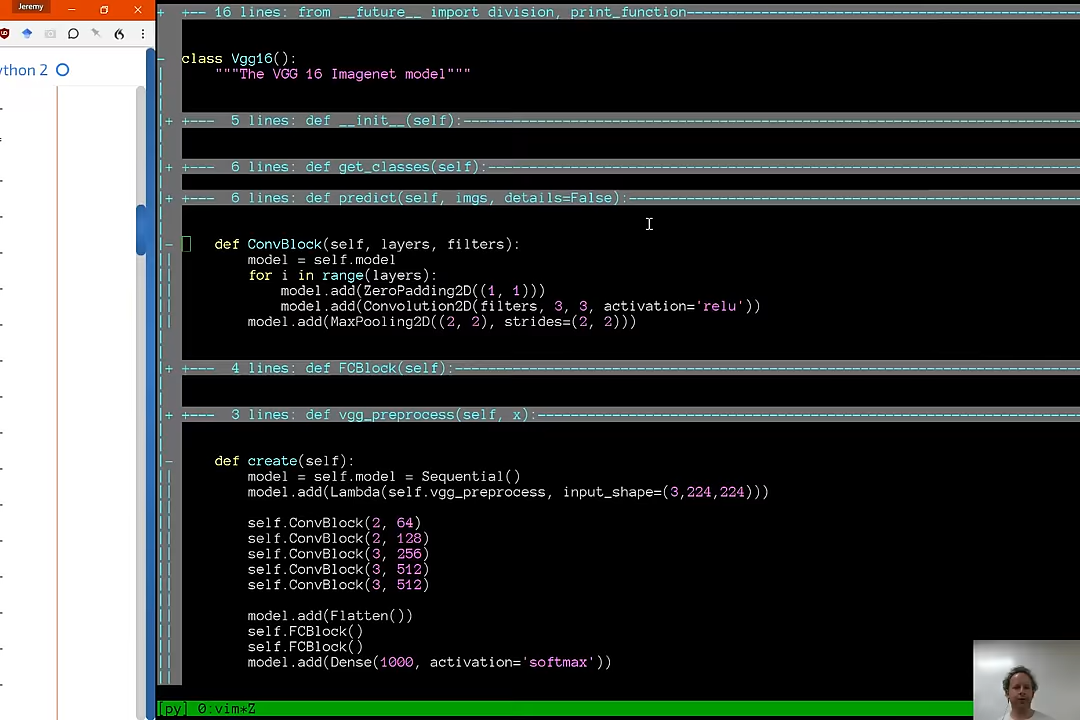 Jeremy
ython 2
+ +-- 16 lines: from __future__ import division, print_function
- class Vgg16():
"""The VGG 16 Imagenet model"""
+ +--- 5 lines: def __init__(self):
+ +--- 6 lines: def get_classes(self):
+ +--- 6 lines: def predict(self, imgs, details=False):
- def ConvBlock(self, layers, filters):
model = self.model
for i in range(layers):
model.add(ZeroPadding2D((1, 1)))
model.add(Convolution2D(filters, 3, 3, activation='relu'))
model.add(MaxPooling2D((2, 2), strides=(2, 2)))
+ +--- 4 lines: def FCBlock(self):
+ +--- 3 lines: def vgg_preprocess(self, x):
- def create(self):
model = self.model = Sequential()
model.add(Lambda(self.vgg_preprocess, input_shape=(3,224,224)))
self.ConvBlock(2, 64)
self.ConvBlock(2, 128)
self.ConvBlock(3, 256)
self.ConvBlock(3, 512)
self.ConvBlock(3, 512)
model.add(Flatten())
self.FCBlock()
self.FCBlock()
model.add(Dense(1000, activation='softmax'))
[py] 0:vim*Z